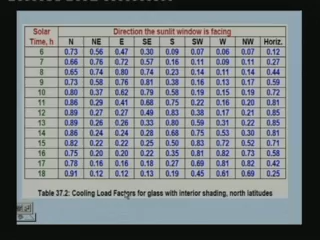 Solar Time, h Direction the sunlit window is facing
N NE E SE S SW W NW Horiz.
6 0.73 0.56 0.47 0.30 0.09 0.07 0.06 0.07 0.12
7 0.66 0.76 0.72 0.57 0.16 0.11 0.09 0.11 0.27
8 0.65 0.74 0.80 0.74 0.23 0.14 0.11 0.14 0.44
9 0.73 0.58 0.76 0.81 0.38 0.16 0.13 0.17 0.59
10 0.80 0.37 0.62 0.79 0.58 0.19 0.15 0.19 0.72
11 0.86 0.29 0.41 0.68 0.75 0.22 0.16 0.20 0.81
12 0.89 0.27 0.27 0.49 0.83 0.38 0.17 0.21 0.85
13 0.89 0.26 0.26 0.33 0.80 0.59 0.31 0.22 0.85
14 0.86 0.24 0.24 0.28 0.68 0.75 0.53 0.30 0.81
15 0.82 0.22 0.22 0.25 0.50 0.83 0.72 0.52 0.71
16 0.75 0.20 0.20 0.22 0.35 0.81 0.82 0.73 0.58
17 0.78 0.16 0.16 0.18 0.27 0.69 0.81 0.82 0.42
18 0.91 0.12 0.12 0.13 0.19 0.45 0.61 0.69 0.25
Table 37.2: Cooling Load Factors for glass with interior shading, north latitudes